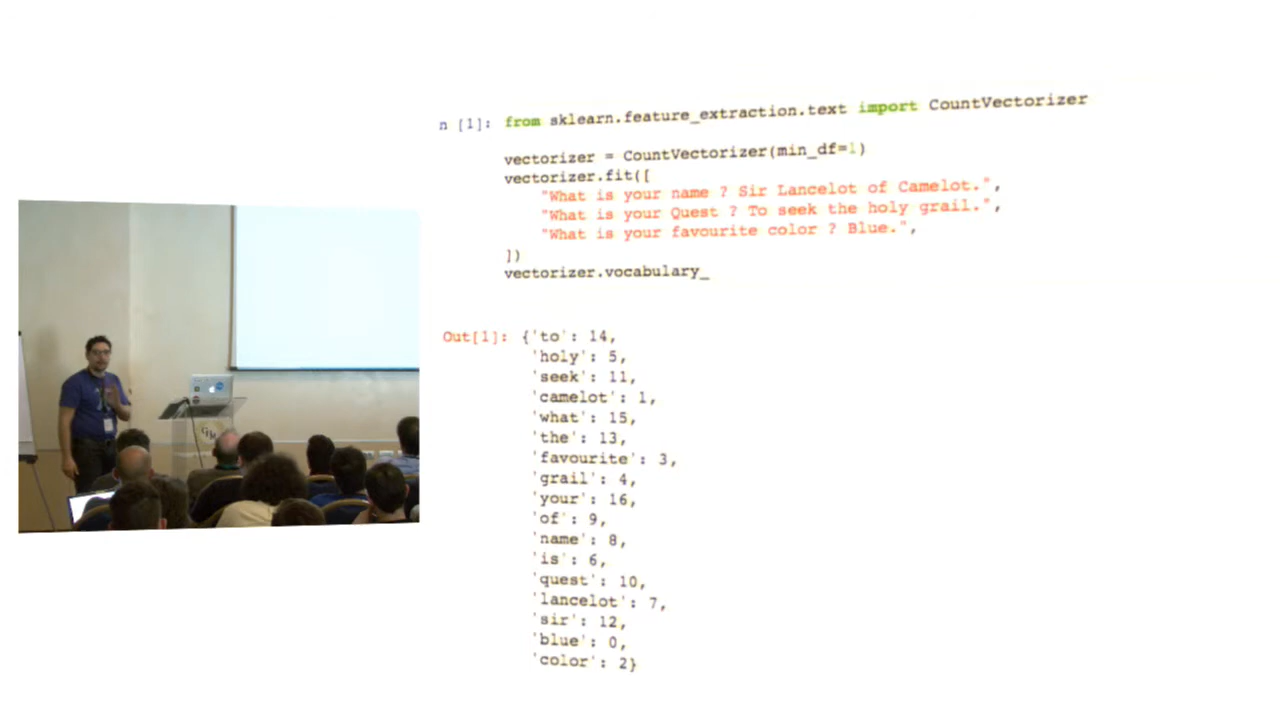 n [1]: from sklearn.feature_extraction.text import CountVectorizer
vectorizer = CountVectorizer(min_df=1)
vectorizer.fit([
"What is your name ? Sir Lancelot of Camelot.",
"What is your Quest ? To seek the holy grail.",
"What is your favourite color ? Blue.",
])
vectorizer.vocabulary_
Out[1]: {'to': 14,
'holy': 5,
'seek': 11,
'camelot': 1,
'what': 15,
'the': 13,
'favourite': 3,
'grail': 4,
'your': 16,
'of': 9,
'name': 8,
'is': 6,
'quest': 10,
'lancelot': 7,
'sir': 12,
'blue': 0,
'color': 2}